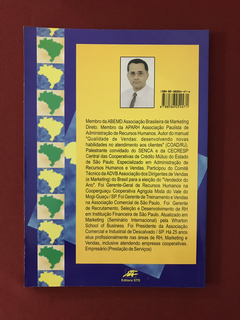 Membro da ABEMD Associação Brasileira de Marketing
Direto. Membro da APARH Associação Paulista de
Administração de Recursos Humanos. Autor do manual
"Qualidade de Vendas: desenvolvendo novas
habilidades no atendimento aos clientes" (COAD/RJ).
Palestrante convidado do SENCA e da CECRESP
Central das Cooperativas de Crédito Mútuo do Estado
de São Paulo. Especializado em Administração de
Recursos Humanos e Vendas. Participou do Comitê
Técnico da ADVB Associação dos Dirigentes de Vendas
(e Marketing) do Brasil para a eleição do "Vendedor do
Ano". Foi Gerente-Geral de Recursos Humanos na
Cooperguaçu Cooperativa Agrícola Mista do Vale do
Mogi-Guaçu/SP. Foi Gerente de Treinamento e Vendas
na Associação Comercial de São Paulo. Foi Gerente
de Recrutamento, Seleção e Desenvolvimento de RH
em Instituição Financeira de São Paulo. Atualizado em
Marketing (Seminário Internacional) pela Wharton
School of Business. Foi Presidente da Associação
Comercial e Industrial de Descalvado / SP. Há 25 anos
atua profissionalmente nas áreas de RH, Marketing e
Vendas, inclusive atendendo empresas cooperativas.
Empresário (Prestação de Serviços)
Editora STS